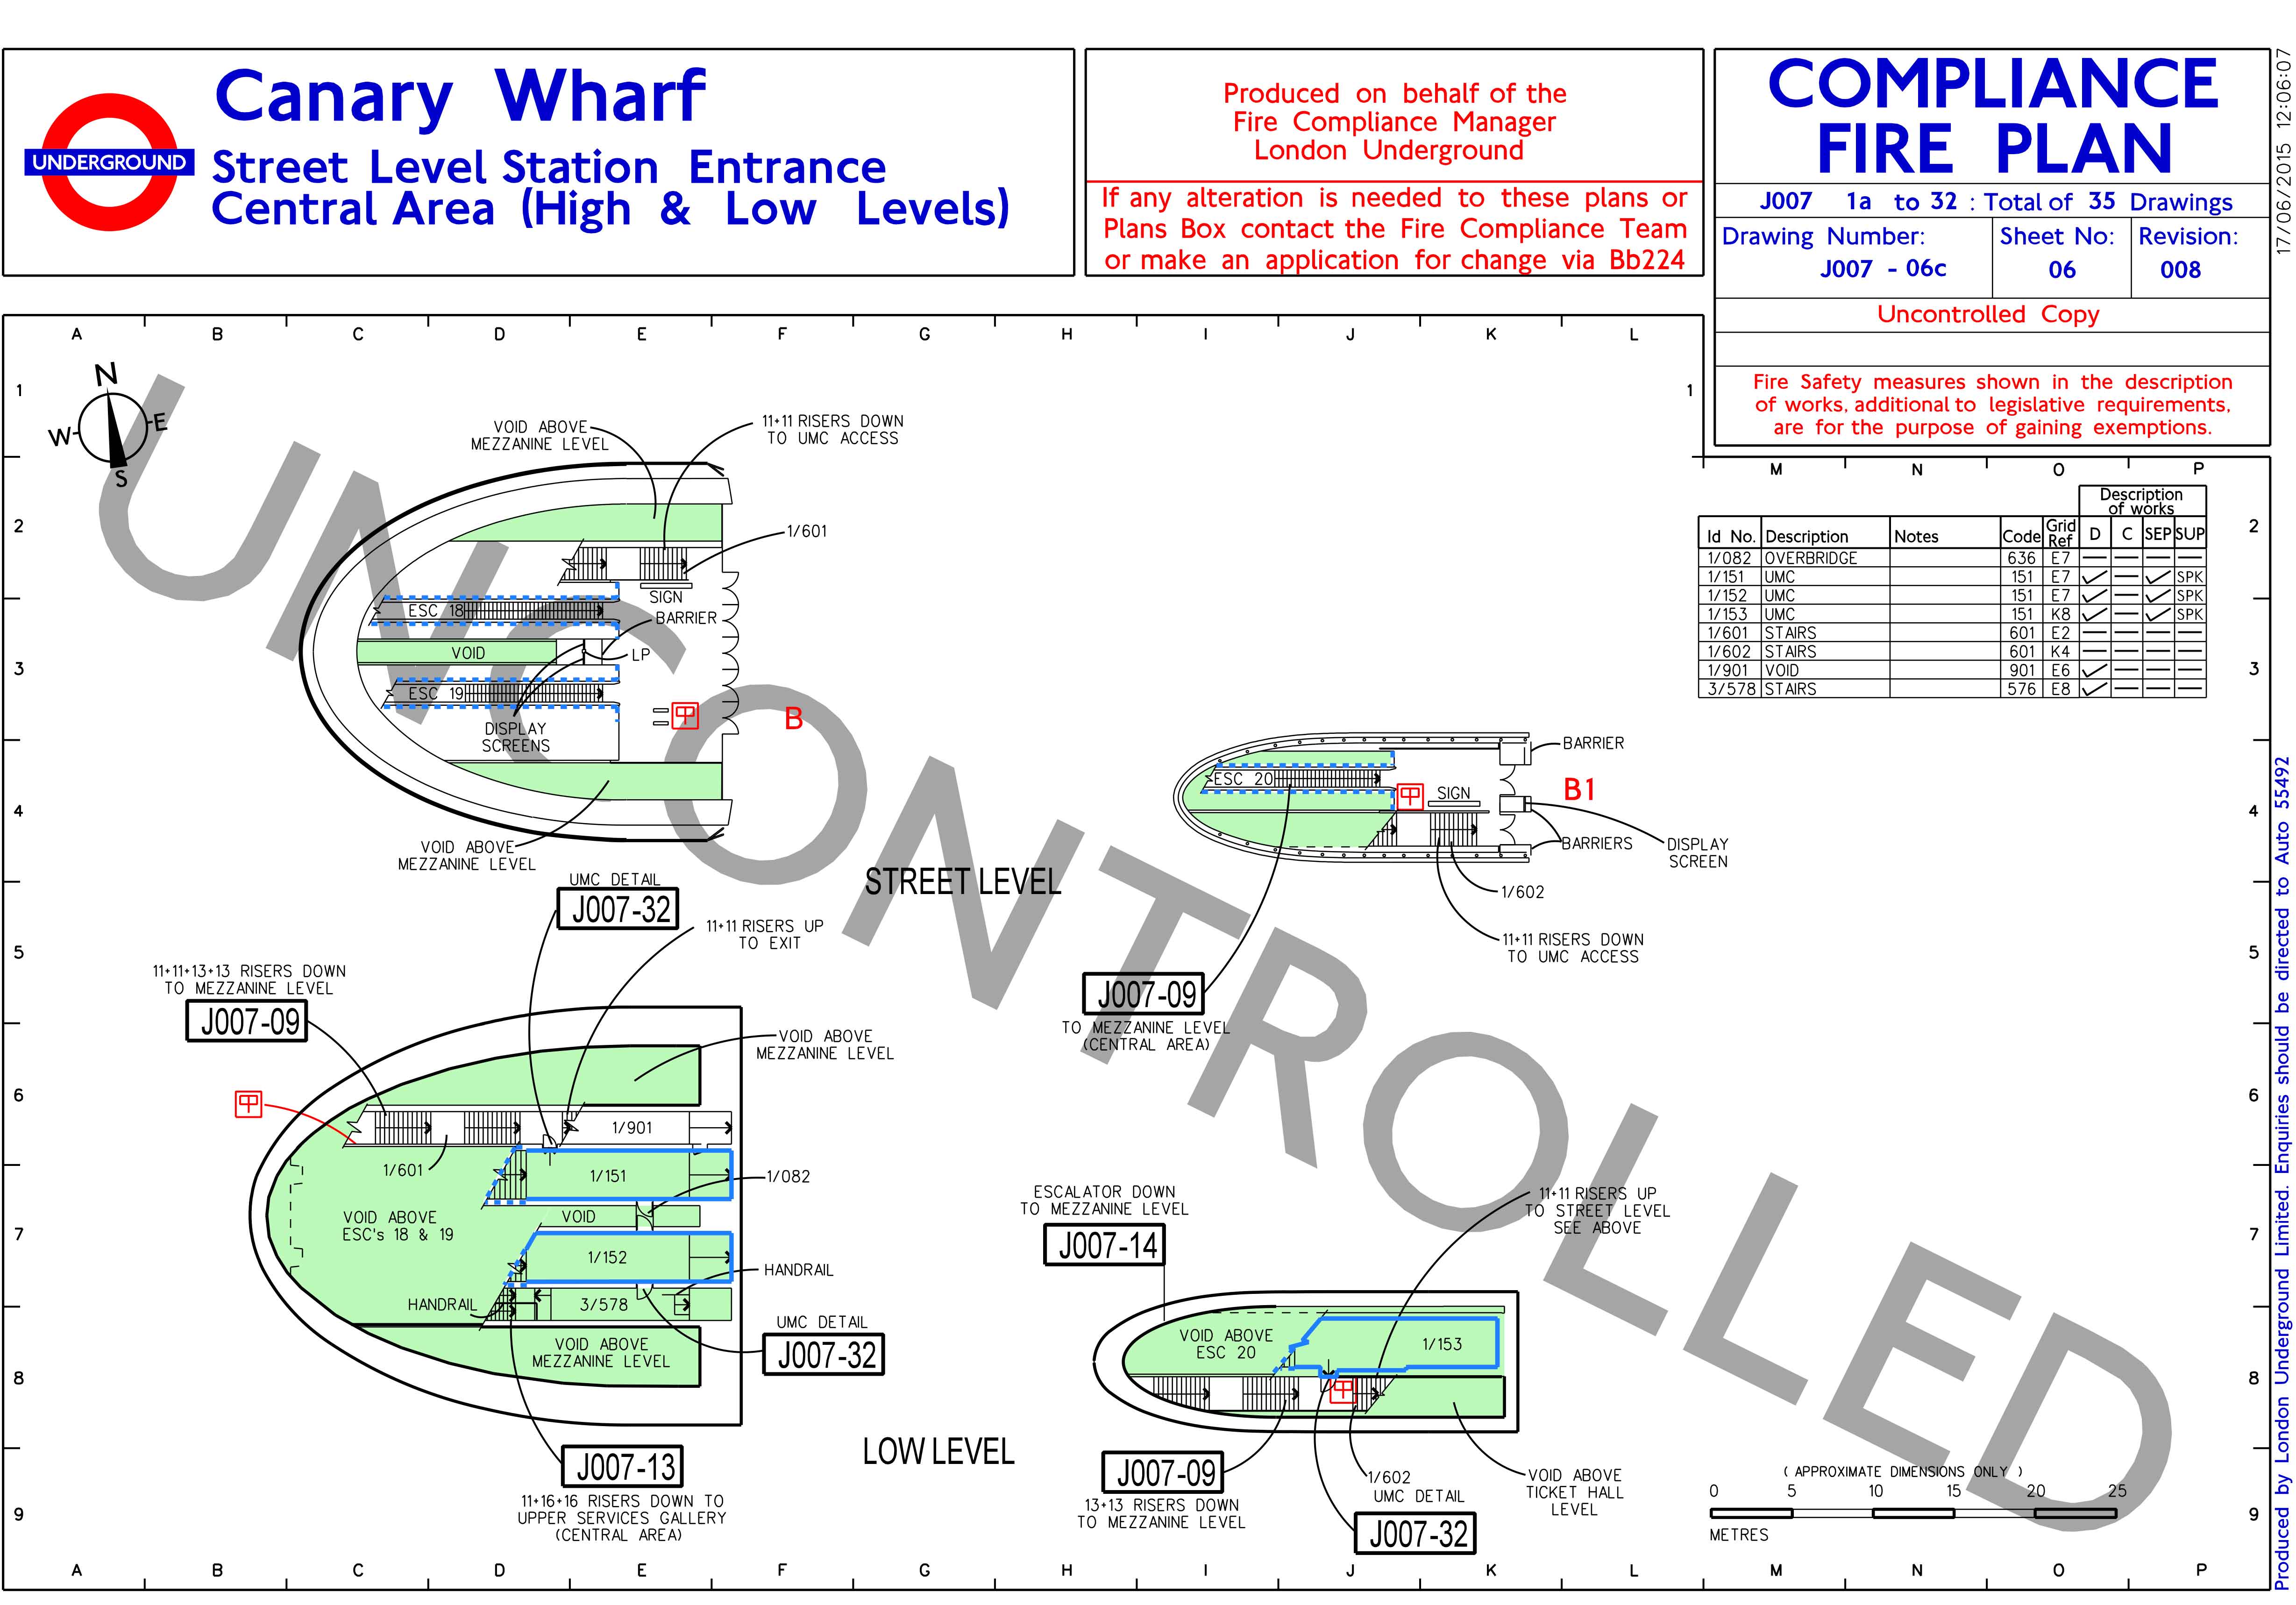 UNDERGROUND
Canary Wharf
Street Level Station Entrance
Central Area (High & Low Levels)
Produced on behalf of the
Fire Compliance Manager
London Underground
If any alteration is needed to these plans or
Plans Box contact the Fire Compliance Team
or make an application for change via Bb224
COMPLIANCE
FIRE PLAN
J007 1a to 32 : Total of 35 Drawings
Drawing Number:
J007 - 06c
Sheet No:
06
Revision:
008
Uncontrolled Copy
Fire Safety measures shown in the description
of works, additional to legislative requirements,
are for the purpose of gaining exemptions.
17/06/2015 12:06:07
A B C D E F G H I J K L
1 1
N
W E
S
M N O P
Description
of works
Id No. Description Notes Code Grid Ref D C SEP SUP
1/082 OVERBRIDGE 636 E7 — — — —
1/151 UMC 151 E7 ✓ — ✓ SPK
1/152 UMC 151 E7 ✓ — ✓ SPK
1/153 UMC 151 K8 ✓ — ✓ SPK
1/601 STAIRS 601 E2 — — — —
1/602 STAIRS 601 K4 — — — —
1/901 VOID 901 E6 ✓ — — —
3/578 STAIRS 576 E8 ✓ — — —
2 2
3 3
4 4
5 5
6 6
7 7
8 8
9 9
VOID ABOVE
MEZZANINE LEVEL
11+11 RISERS DOWN
TO UMC ACCESS
1/601
SIGN
ESC 18
BARRIER
VOID
LP
ESC 19
DISPLAY
SCREENS
B
VOID ABOVE
MEZZANINE LEVEL
STREET LEVEL
BARRIER
ESC 20
SIGN
B1
BARRIERS
DISPLAY
SCREEN
1/602
11+11 RISERS DOWN
TO UMC ACCESS
J007-09
TO MEZZANINE LEVEL
(CENTRAL AREA)
UMC DETAIL
J007-32
11+11 RISERS UP
TO EXIT
11+11+13+13 RISERS DOWN
TO MEZZANINE LEVEL
J007-09
VOID ABOVE
MEZZANINE LEVEL
1/901
1/601
1/151
1/082
VOID ABOVE
ESC's 18 & 19
VOID
1/152
HANDRAIL
HANDRAIL
3/578
VOID ABOVE
MEZZANINE LEVEL
UMC DETAIL
J007-32
J007-13
11+16+16 RISERS DOWN TO
UPPER SERVICES GALLERY
(CENTRAL AREA)
LOW LEVEL
ESCALATOR DOWN
TO MEZZANINE LEVEL
J007-14
11+11 RISERS UP
TO STREET LEVEL
SEE ABOVE
VOID ABOVE
ESC 20
1/153
J007-09
13+13 RISERS DOWN
TO MEZZANINE LEVEL
1/602
UMC DETAIL
J007-32
VOID ABOVE
TICKET HALL
LEVEL
( APPROXIMATE DIMENSIONS ONLY )
0 5 10 15 20 25
METRES
A B C D E F G H I J K L M N O P
UNCONTROLLED
Produced by London Underground Limited. Enquiries should be directed to Auto 55492